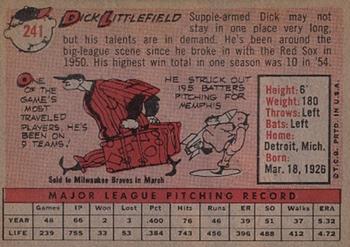 241
DICK LITTLEFIELD
Supple-armed Dick may not
stay in one place very long,
but his talents are in demand. He's been around the
big-league scene since he broke in with the Red Sox in
1950. His highest win total in one season was 10 in '54.
ONE
OF THE
GAME'S
MOST
TRAVELED
PLAYERS. HE'S
BEEN ON
9 TEAMS!
HE STRUCK OUT
195 BATTERS
PITCHING FOR
MEMPHIS
Sold to Milwaukee Braves in March
Height: 6'
Weight: 180
Throws: Left
Bats: Left
Home:
Detroit, Mich.
Born:
Mar. 18, 1926
©T.C.G. PRTD. IN U.S.A.
MAJOR LEAGUE PITCHING RECORD
Games IP Won Lost Pct. Hits R ER SO Walks ERA
YEAR 48 66 2 3 .400 76 45 39 51 37 5.32
LIFE 239 755 33 53 .384 743 456 396 488 412 4.72